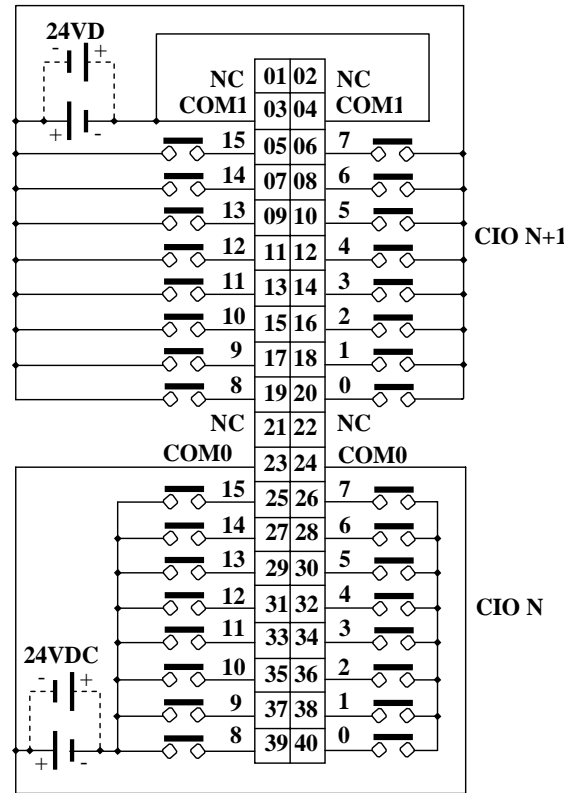 24VD
- +
NC 01 02 NC
COM1 03 04 COM1
+ -
15 05 06 7
14 07 08 6
13 09 10 5
CIO N+1
12 11 12 4
11 13 14 3
10 15 16 2
9 17 18 1
8 19 20 0
NC 21 22 NC
COM0 23 24 COM0
15 25 26 7
14 27 28 6
13 29 30 5
12 31 32 4
CIO N
11 33 34 3
24VDC
10 35 36 2
- +
9 37 38 1
8 39 40 0
+ -